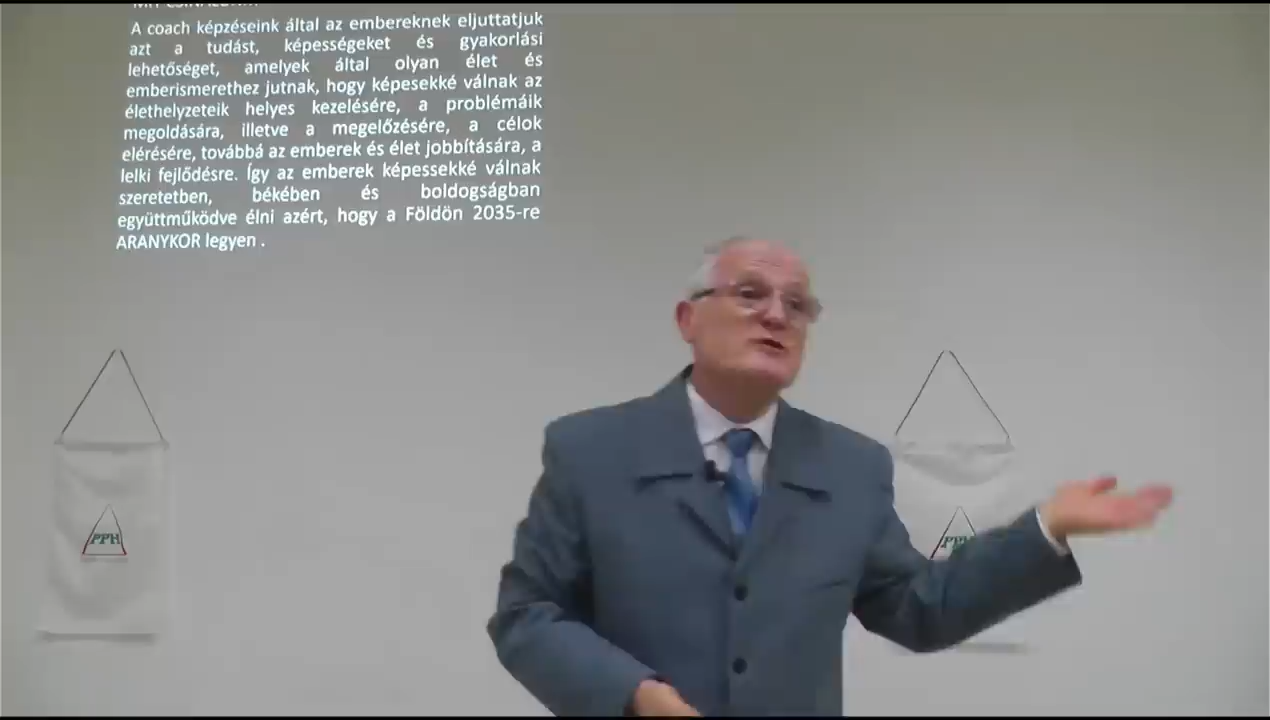 A coach képzéseink által az embereknek eljuttatjuk
azt a tudást, képességeket és gyakorlási
lehetőséget, amelyek által olyan élet és
emberismerethez jutnak, hogy képesekké válnak az
élethelyzeteik helyes kezelésére, a problémáik
megoldására, illetve a megelőzésére, a célok
elérésére, továbbá az emberek és élet jobbítására, a
lelki fejlődésre. Így az emberek képessekké válnak
szeretetben, békében és boldogságban
együttműködve élni azért, hogy a Földön 2035-re
ARANYKOR legyen .
PPH
PPH